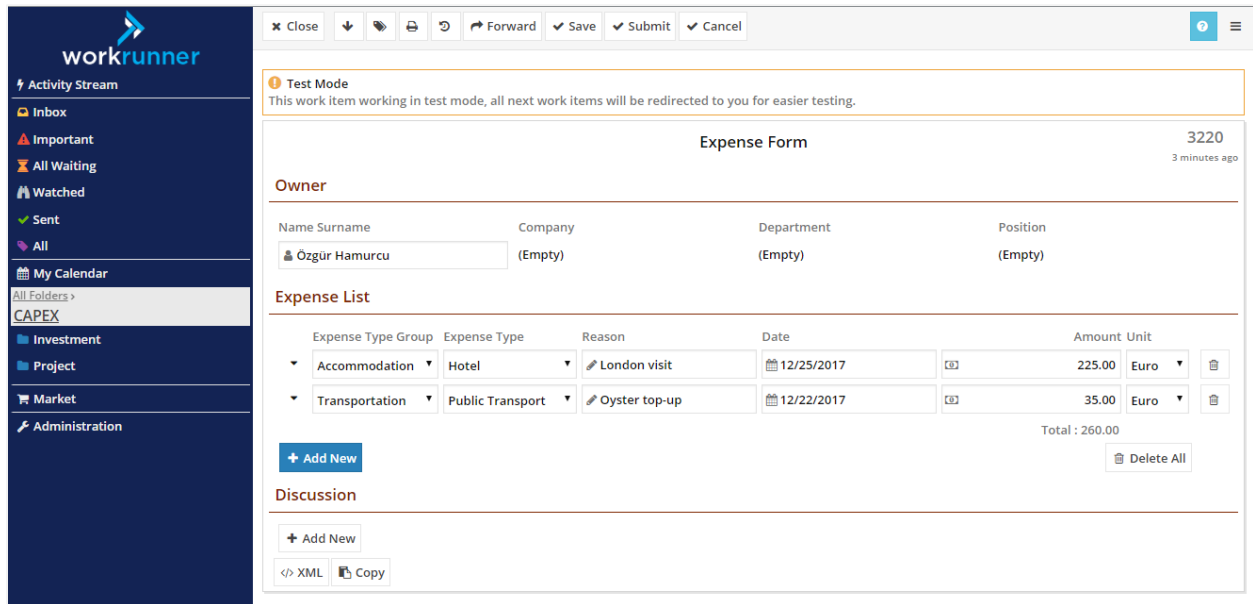 workrunner
Activity Stream
Inbox
Important
All Waiting
Watched
Sent
All
My Calendar
All Folders ›
CAPEX
Investment
Project
Market
Administration
Close Forward Save Submit Cancel
Test Mode
This work item working in test mode, all next work items will be redirected to you for easier testing.
Expense Form 3220
3 minutes ago
Owner
Name Surname Company Department Position
Özgür Hamurcu (Empty) (Empty) (Empty)
Expense List
Expense Type Group Expense Type Reason Date Amount Unit
Accommodation Hotel London visit 12/25/2017 225.00 Euro
Transportation Public Transport Oyster top-up 12/22/2017 35.00 Euro
Total : 260.00
+ Add New Delete All
Discussion
+ Add New
</> XML Copy